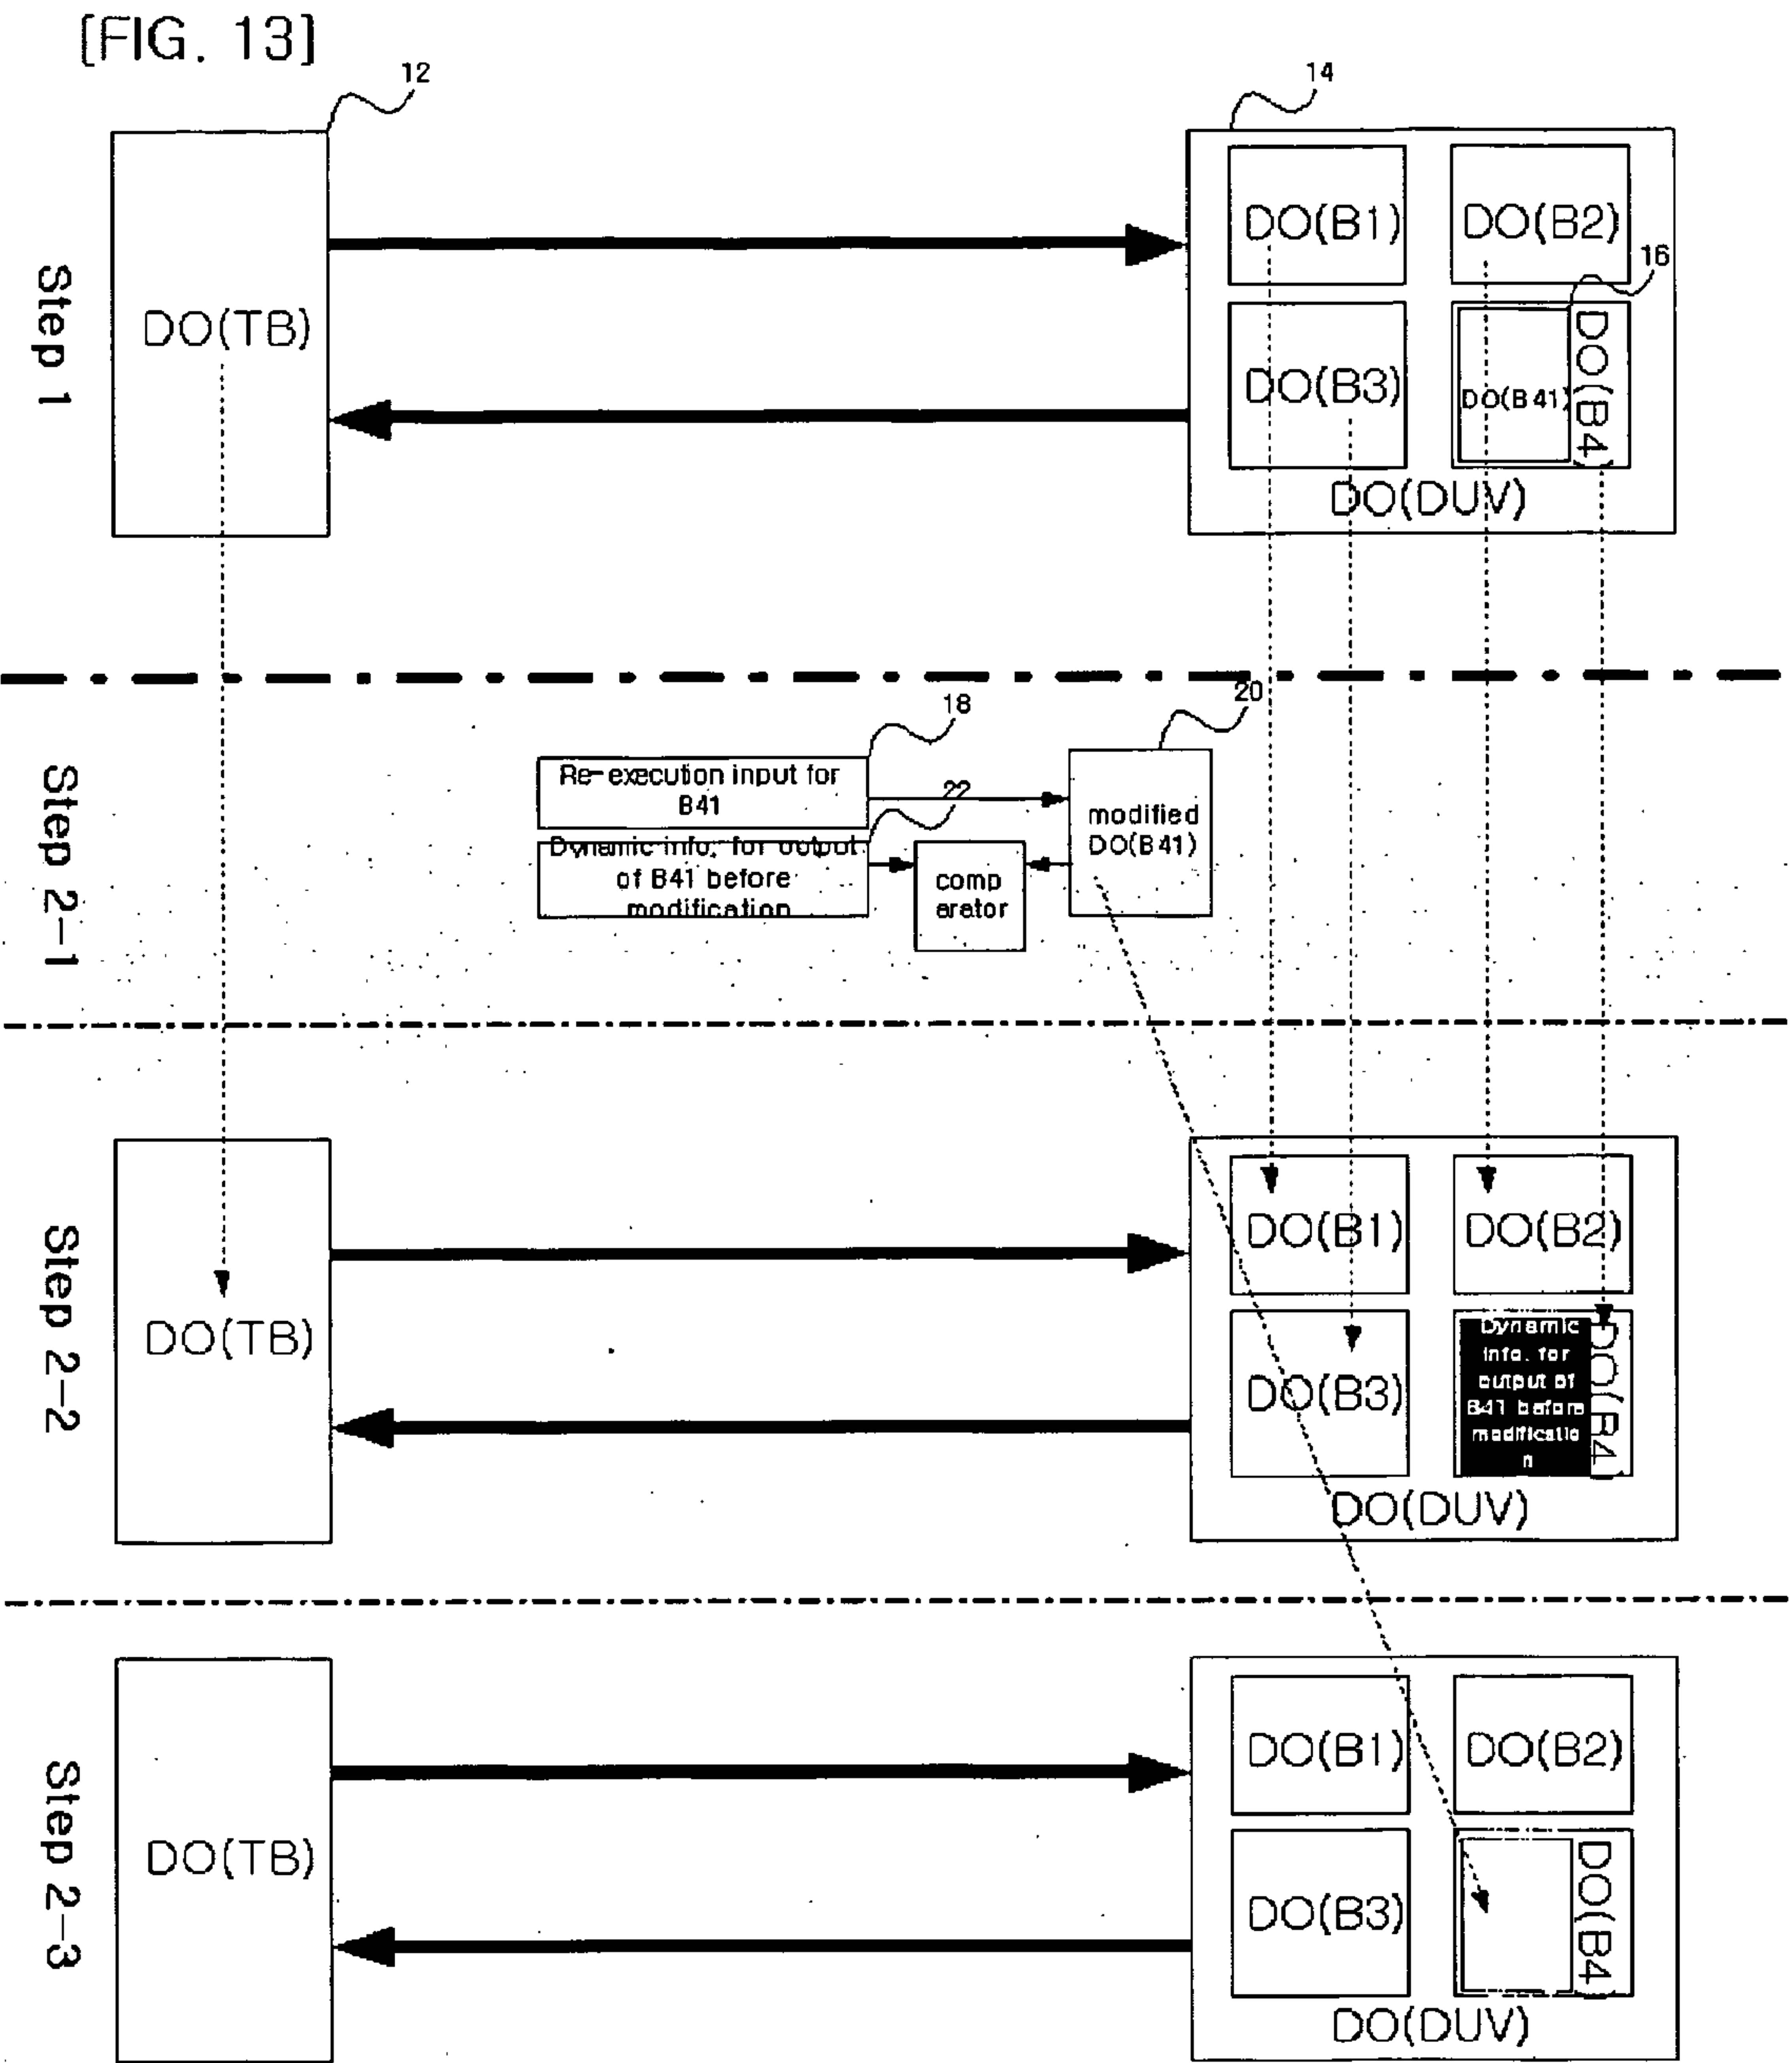 [FIG. 13]
12
14
Step 1
DO(TB)
DO(B1)
DO(B2)
16
DO(B3)
DO(B41)
DO(B4)
DO(DUV)
Step 2-1
18
20
Re-execution input for
B41
22
Dynamic info. for output
of B41 before
modification
comp
arator
modified
DO(B41)
Step 2-2
DO(TB)
DO(B1)
DO(B2)
DO(B3)
Dynamic
info. for
output of
B41 before
modificatio
n
DO(B4)
DO(DUV)
Step 2-3
DO(TB)
DO(B1)
DO(B2)
DO(B3)
DO(B4)
DO(DUV)